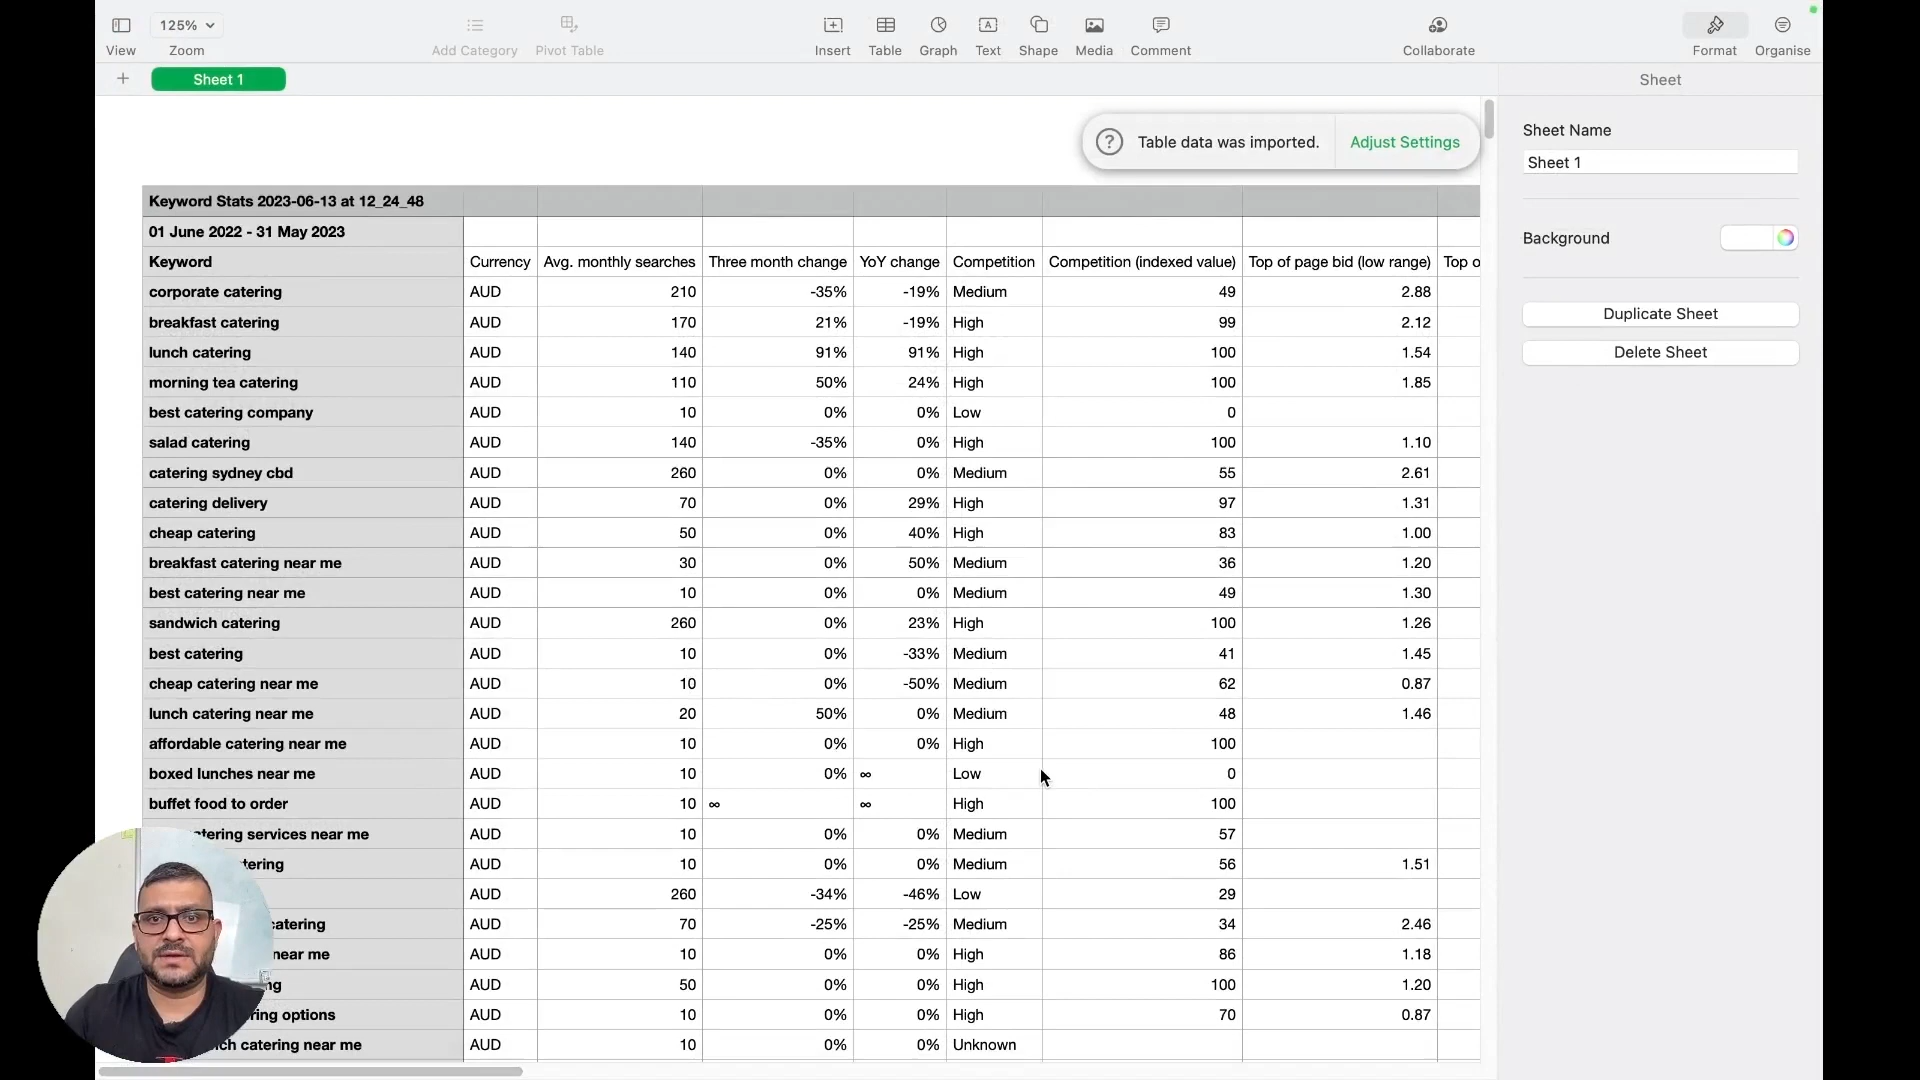 125%
View
Zoom
Add Category
Pivot Table
Insert
Table
Graph
Text
Shape
Media
Comment
Collaborate
Format
Organise
Sheet 1
Sheet
? Table data was imported. Adjust Settings
Sheet Name
Sheet 1
Background
Duplicate Sheet
Delete Sheet
Keyword Stats 2023-06-13 at 12_24_48
01 June 2022 - 31 May 2023
Keyword Currency Avg. monthly searches Three month change YoY change Competition Competition (indexed value) Top of page bid (low range) Top
corporate catering AUD 210 -35% -19% Medium 49 2.88
breakfast catering AUD 170 21% -19% High 99 2.12
lunch catering AUD 140 91% 91% High 100 1.54
morning tea catering AUD 110 50% 24% High 100 1.85
best catering company AUD 10 0% 0% Low 0
salad catering AUD 140 -35% 0% High 100 1.10
catering sydney cbd AUD 260 0% 0% Medium 55 2.61
catering delivery AUD 70 0% 29% High 97 1.31
cheap catering AUD 50 0% 40% High 83 1.00
breakfast catering near me AUD 30 0% 50% Medium 36 1.20
best catering near me AUD 10 0% 0% Medium 49 1.30
sandwich catering AUD 260 0% 23% High 100 1.26
best catering AUD 10 0% -33% Medium 41 1.45
cheap catering near me AUD 10 0% -50% Medium 62 0.87
lunch catering near me AUD 20 50% 0% Medium 48 1.46
affordable catering near me AUD 10 0% 0% High 100
boxed lunches near me AUD 10 0% ∞ Low 0
buffet food to order AUD 10 ∞ ∞ High 100
services near me AUD 10 0% 0% Medium 57
AUD 10 0% 0% Medium 56 1.51
AUD 260 -34% -46% Low 29
catering AUD 70 -25% -25% Medium 34 2.46
near me AUD 10 0% 0% High 86 1.18
AUD 50 0% 0% High 100 1.20
options AUD 10 0% 0% High 70 0.87
catering near me AUD 10 0% 0% Unknown